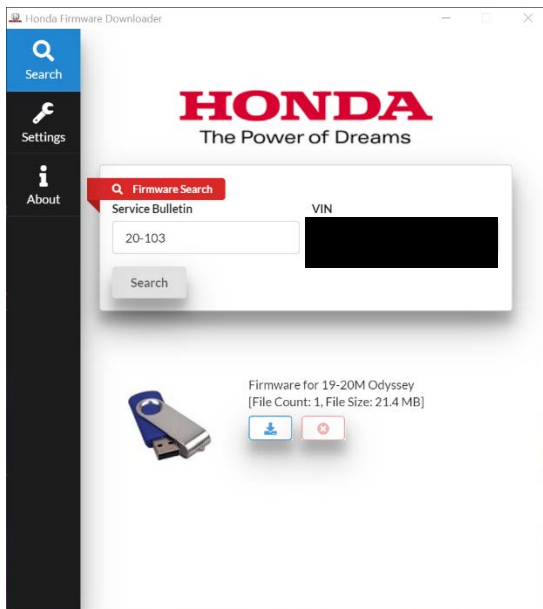 Honda Firmware Downloader
Search
Settings
About
HONDA
The Power of Dreams
Firmware Search
Service Bulletin
VIN
20-103
Search
Firmware for 19-20M Odyssey
[File Count: 1, File Size: 21.4 MB]